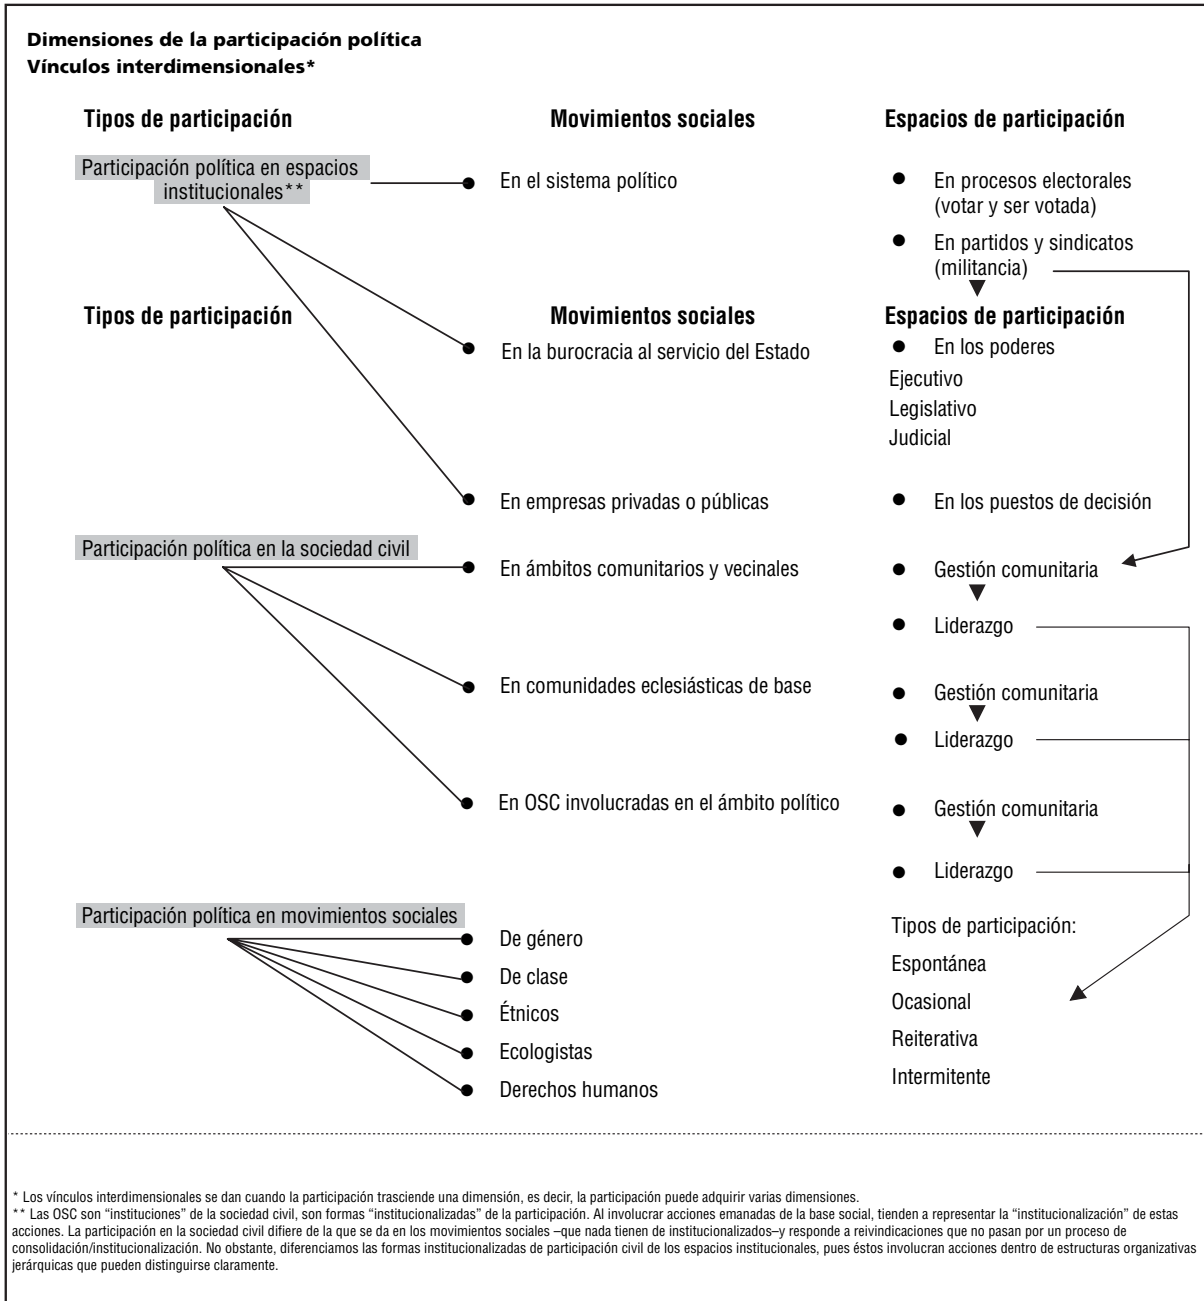 Dimensiones de la participación política
Vínculos interdimensionales*
Tipos de participación
Movimientos sociales
Espacios de participación
Participación política en espacios
institucionales**
En el sistema político
En procesos electorales
(votar y ser votada)
En partidos y sindicatos
(militancia)
Tipos de participación
Movimientos sociales
Espacios de participación
En la burocracia al servicio del Estado
En los poderes
Ejecutivo
Legislativo
Judicial
En empresas privadas o públicas
En los puestos de decisión
Participación política en la sociedad civil
En ámbitos comunitarios y vecinales
Gestión comunitaria
Liderazgo
En comunidades eclesiásticas de base
Gestión comunitaria
Liderazgo
En OSC involucradas en el ámbito político
Gestión comunitaria
Liderazgo
Participación política en movimientos sociales
De género
De clase
Étnicos
Ecologistas
Derechos humanos
Tipos de participación:
Espontánea
Ocasional
Reiterativa
Intermitente
* Los vínculos interdimensionales se dan cuando la participación trasciende una dimensión, es decir, la participación puede adquirir varias dimensiones.
** Las OSC son “instituciones” de la sociedad civil, son formas “institucionalizadas” de la participación. Al involucrar acciones emanadas de la base social, tienden a representar la “institucionalización” de estas
acciones. La participación en la sociedad civil difiere de la que se da en los movimientos sociales –que nada tienen de institucionalizados–y responde a reivindicaciones que no pasan por un proceso de
consolidación/institucionalización. No obstante, diferenciamos las formas institucionalizadas de participación civil de los espacios institucionales, pues éstos involucran acciones dentro de estructuras organizativas
jerárquicas que pueden distinguirse claramente.